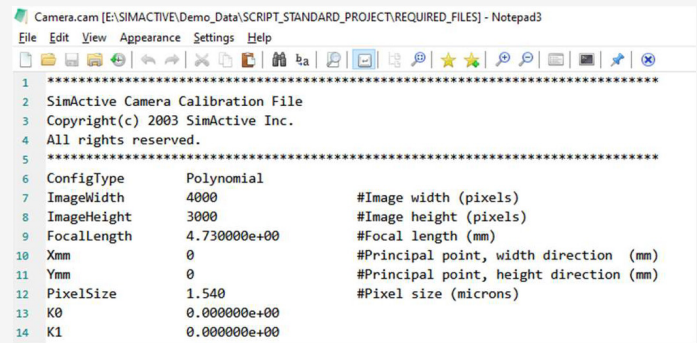 Camera.cam [E:\SIMACTIVE\Demo_Data\SCRIPT_STANDARD_PROJECT\REQUIRED_FILES] - Notepad3
File Edit View Appearance Settings Help
1 *******************************************************************************
2 SimActive Camera Calibration File
3 Copyright(c) 2003 SimActive Inc.
4 All rights reserved.
5 *******************************************************************************
6 ConfigType Polynomial
7 ImageWidth 4000 #Image width (pixels)
8 ImageHeight 3000 #Image height (pixels)
9 FocalLength 4.730000e+00 #Focal length (mm)
10 Xmm 0 #Principal point, width direction (mm)
11 Ymm 0 #Principal point, height direction (mm)
12 PixelSize 1.540 #Pixel size (microns)
13 K0 0.000000e+00
14 K1 0.000000e+00